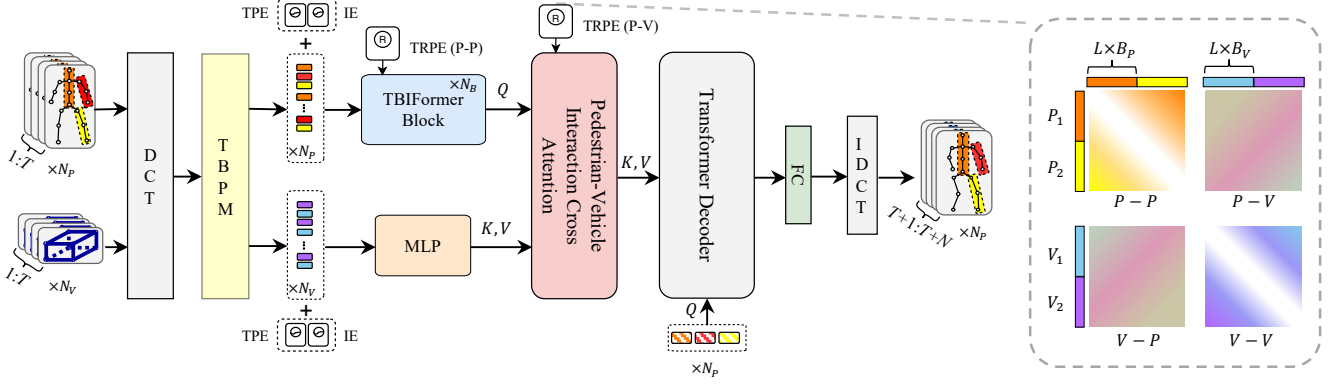 TPE
IE
+
R
TRPE (P-P)
R
TRPE (P-V)
1:T
×N_P
1:T
×N_V
D
C
T
T
B
P
M
×N_P
×N_V
+
TPE
IE
×N_B
TBIFormer
Block
Q
MLP
K,V
Pedestrian-Vehicle
Interaction Cross
Attention
K,V
Transformer Decoder
Q
×N_P
FC
I
D
C
T
T+1:T+N
×N_P
L×B_P
L×B_V
P_1
P_2
P − P
P − V
V_1
V_2
V − P
V − V